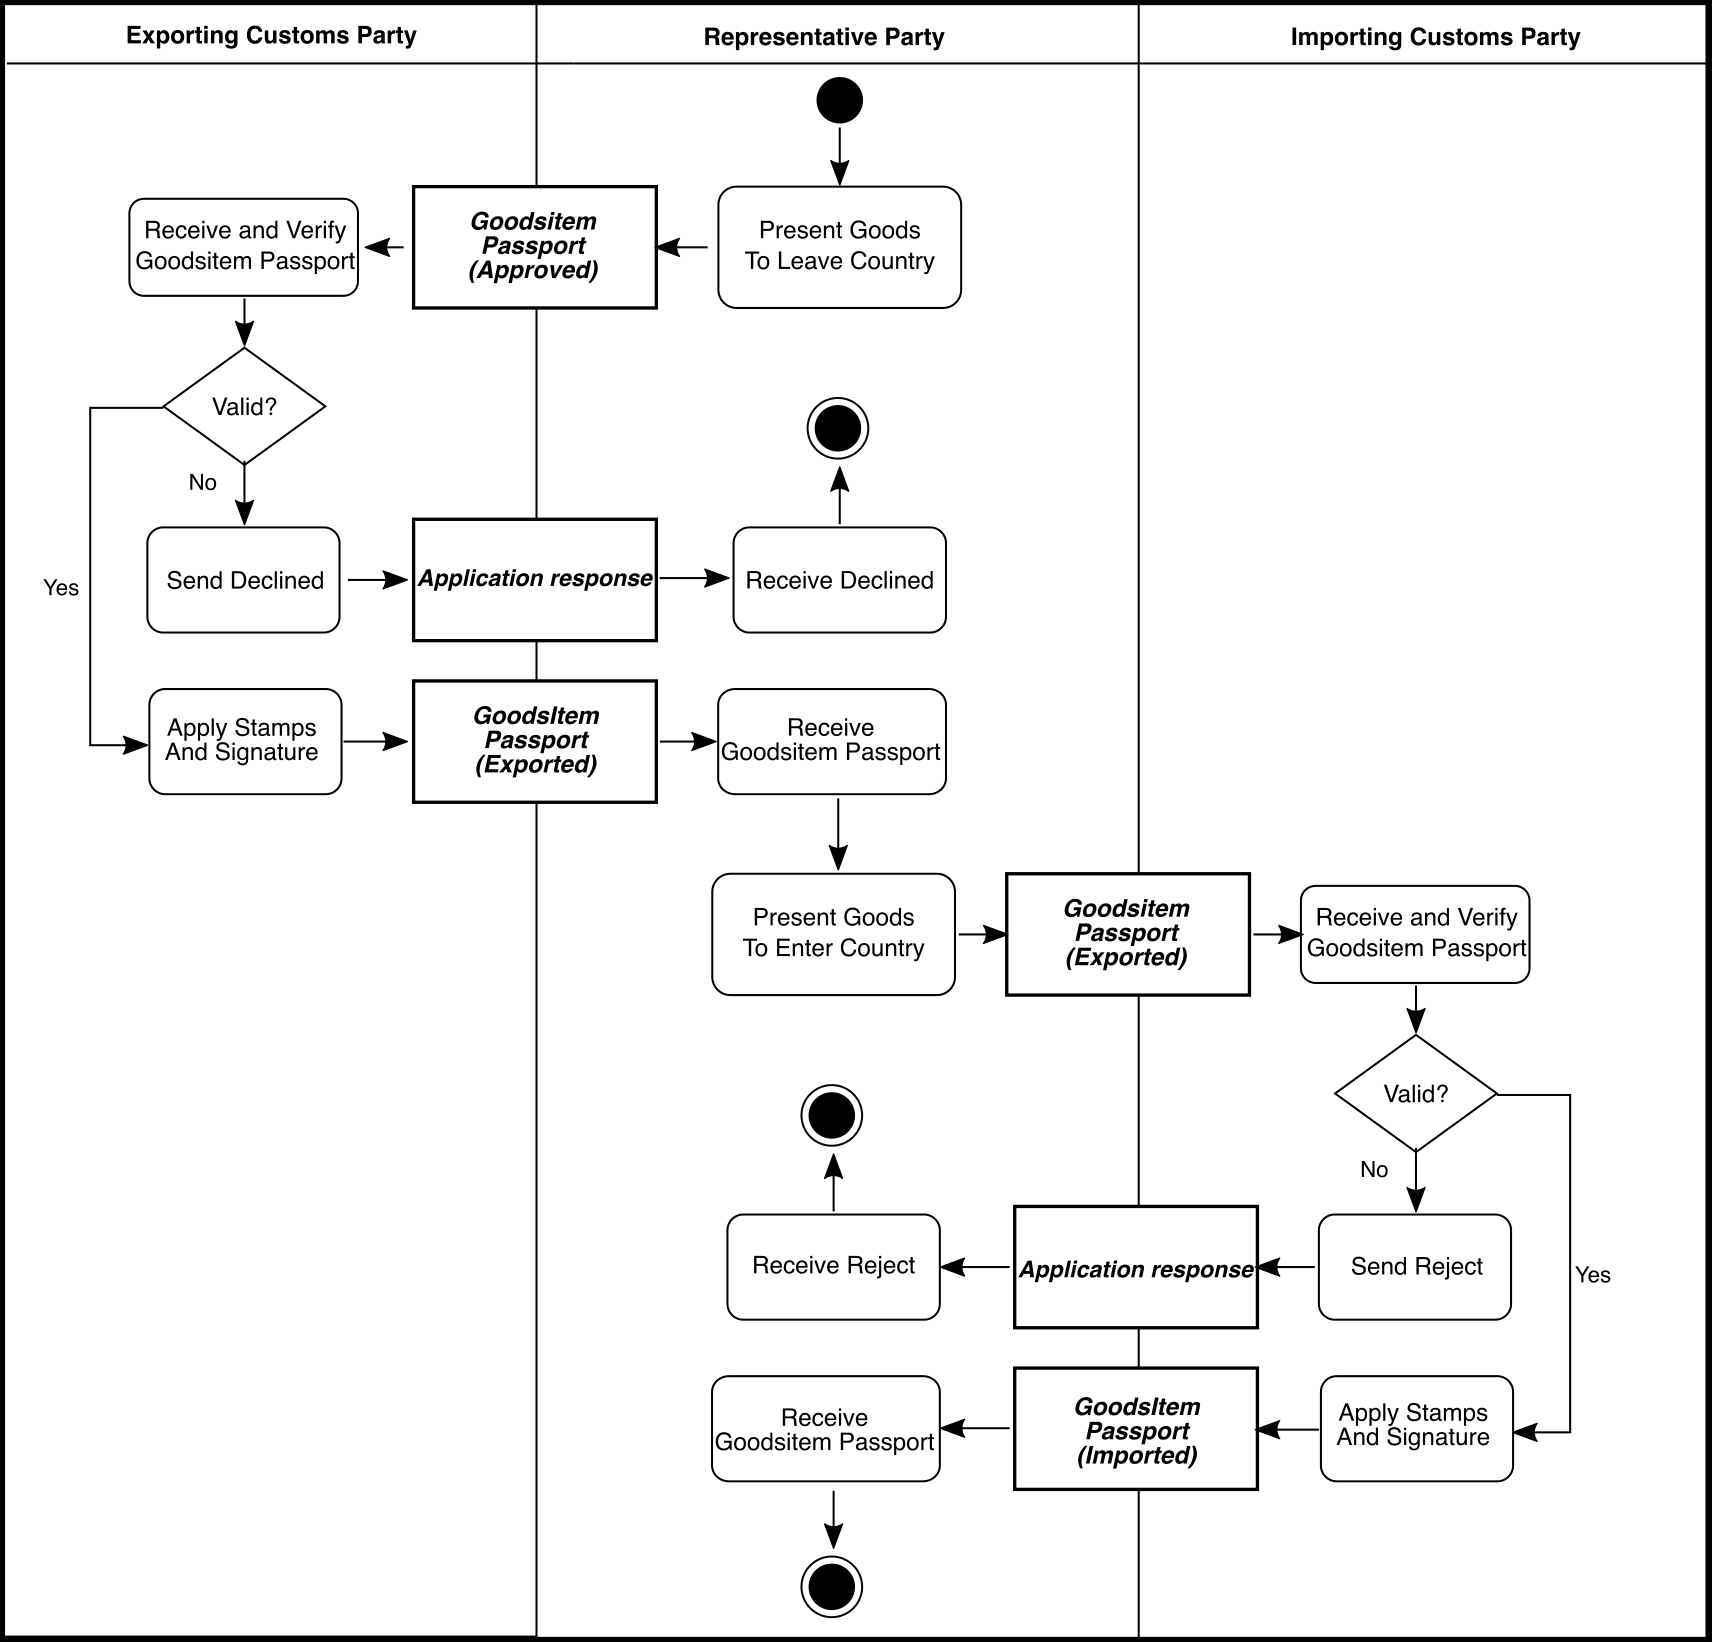 Exporting Customs Party
Representative Party
Importing Customs Party
Receive and Verify
Goodsitem Passport
Goodsitem
Passport
(Approved)
Present Goods
To Leave Country
Valid?
No
Yes
Send Declined
Application response
Receive Declined
Apply Stamps
And Signature
GoodsItem
Passport
(Exported)
Receive
Goodsitem Passport
Present Goods
To Enter Country
Goodsitem
Passport
(Exported)
Receive and Verify
Goodsitem Passport
Valid?
No
Yes
Receive Reject
Application response
Send Reject
Receive
Goodsitem Passport
GoodsItem
Passport
(Imported)
Apply Stamps
And Signature